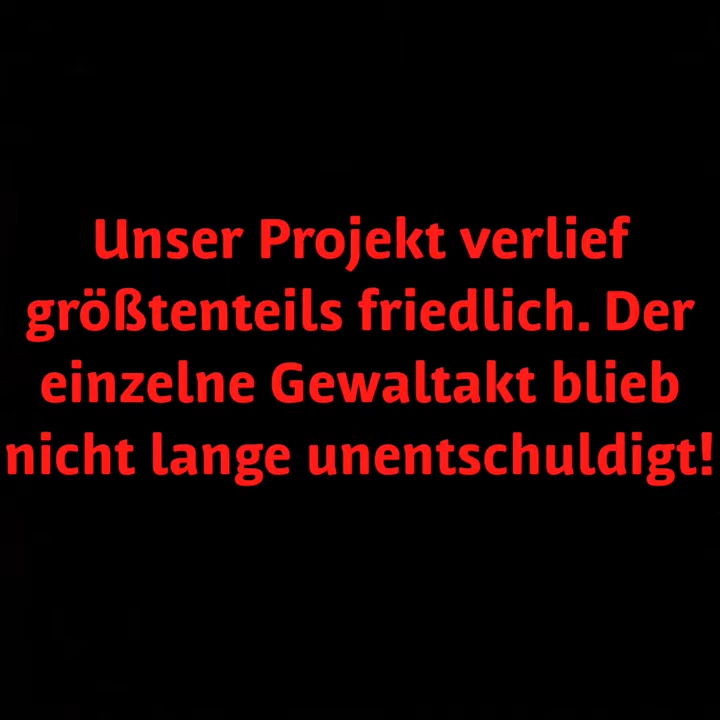 Unser Projekt verlief
größtenteils friedlich. Der
einzelne Gewaltakt blieb
nicht lange unentschuldigt!